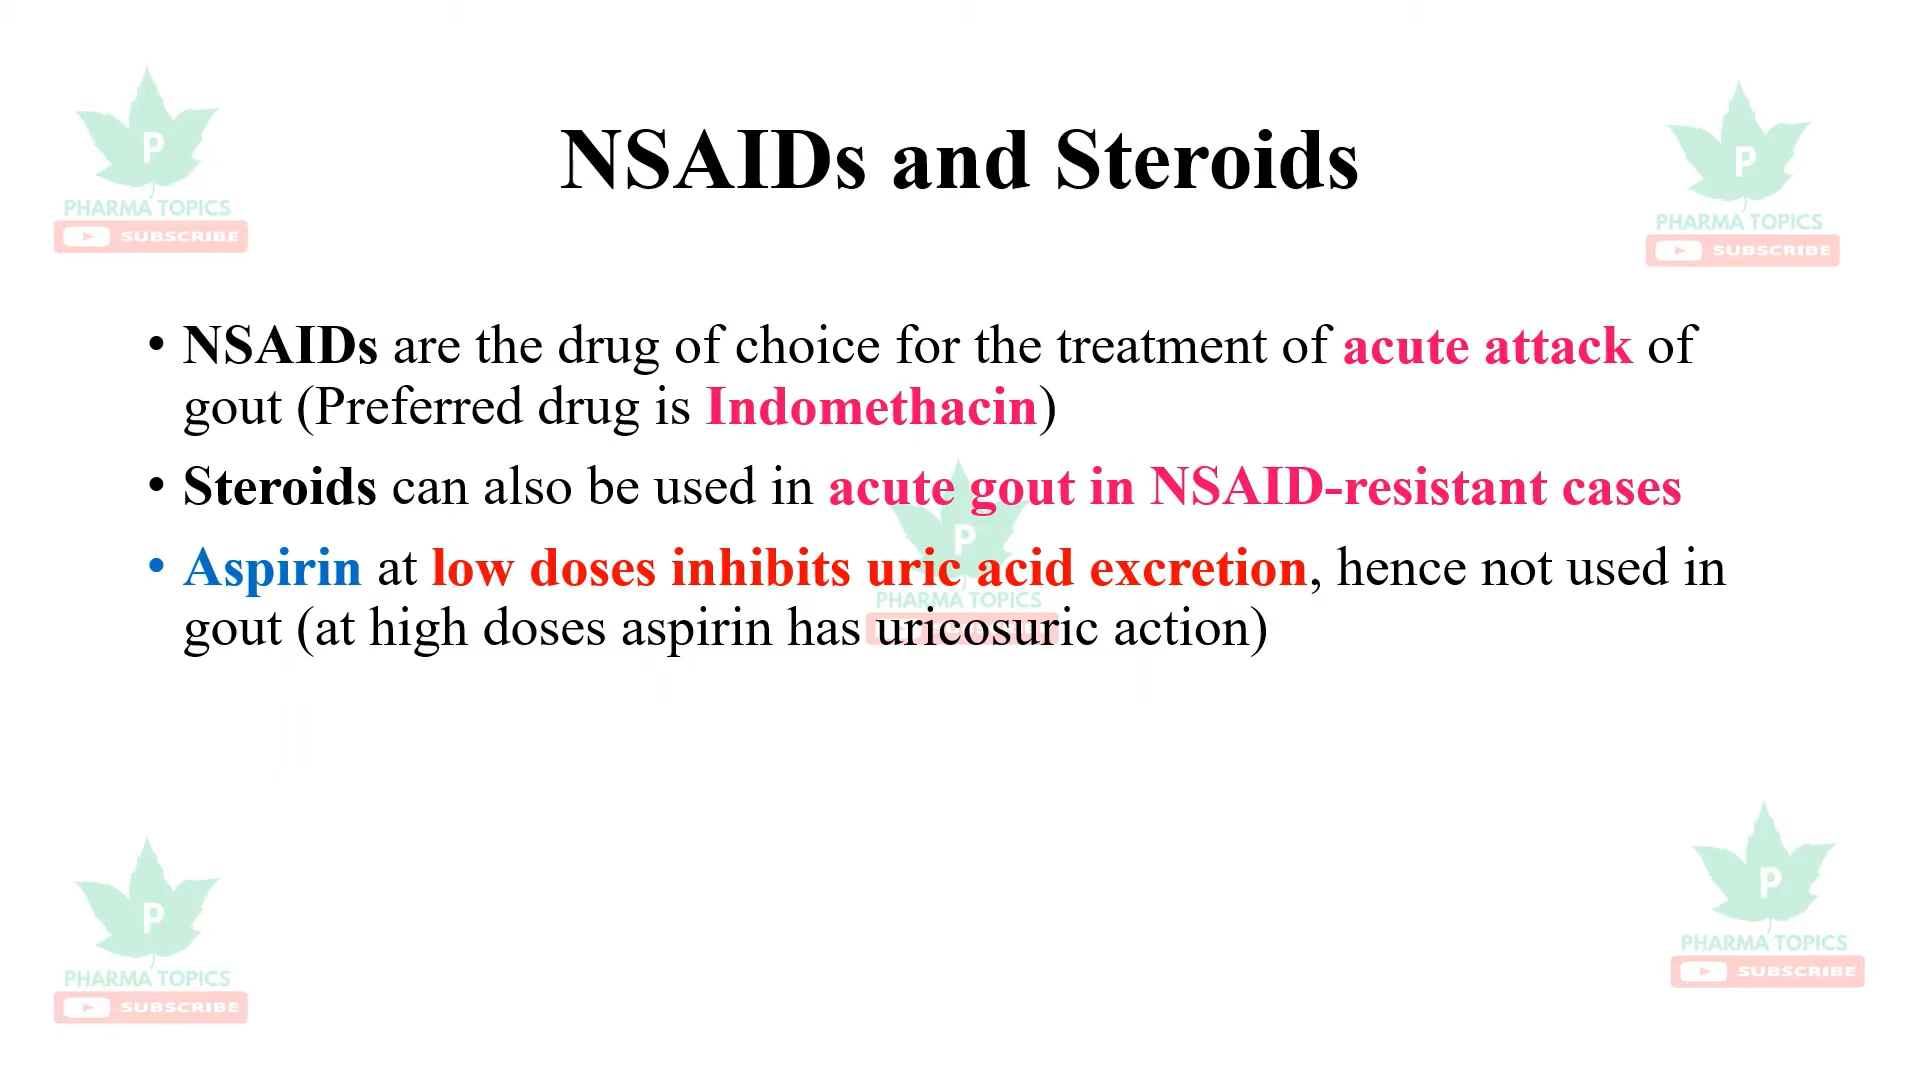 P
PHARMA TOPICS
SUBSCRIBE
P
PHARMA TOPICS
SUBSCRIBE
NSAIDs and Steroids
• NSAIDs are the drug of choice for the treatment of acute attack of
gout (Preferred drug is Indomethacin)
• Steroids can also be used in acute gout in NSAID-resistant cases
• Aspirin at low doses inhibits uric acid excretion, hence not used in
gout (at high doses aspirin has uricosuric action)
P
PHARMA TOPICS
P
PHARMA TOPICS
SUBSCRIBE
P
PHARMA TOPICS
SUBSCRIBE